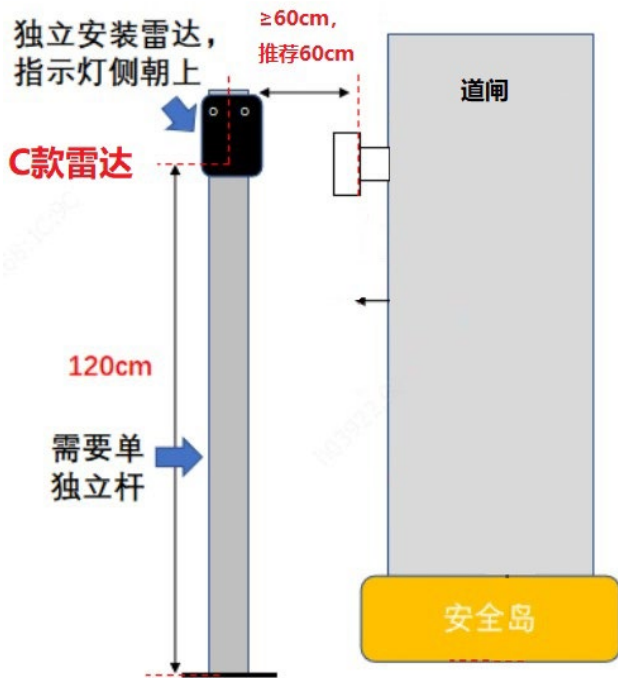 独立安装雷达，
指示灯侧朝上
≥60cm，
推荐60cm
道闸
C款雷达
120cm
需要单
独立杆
安全岛